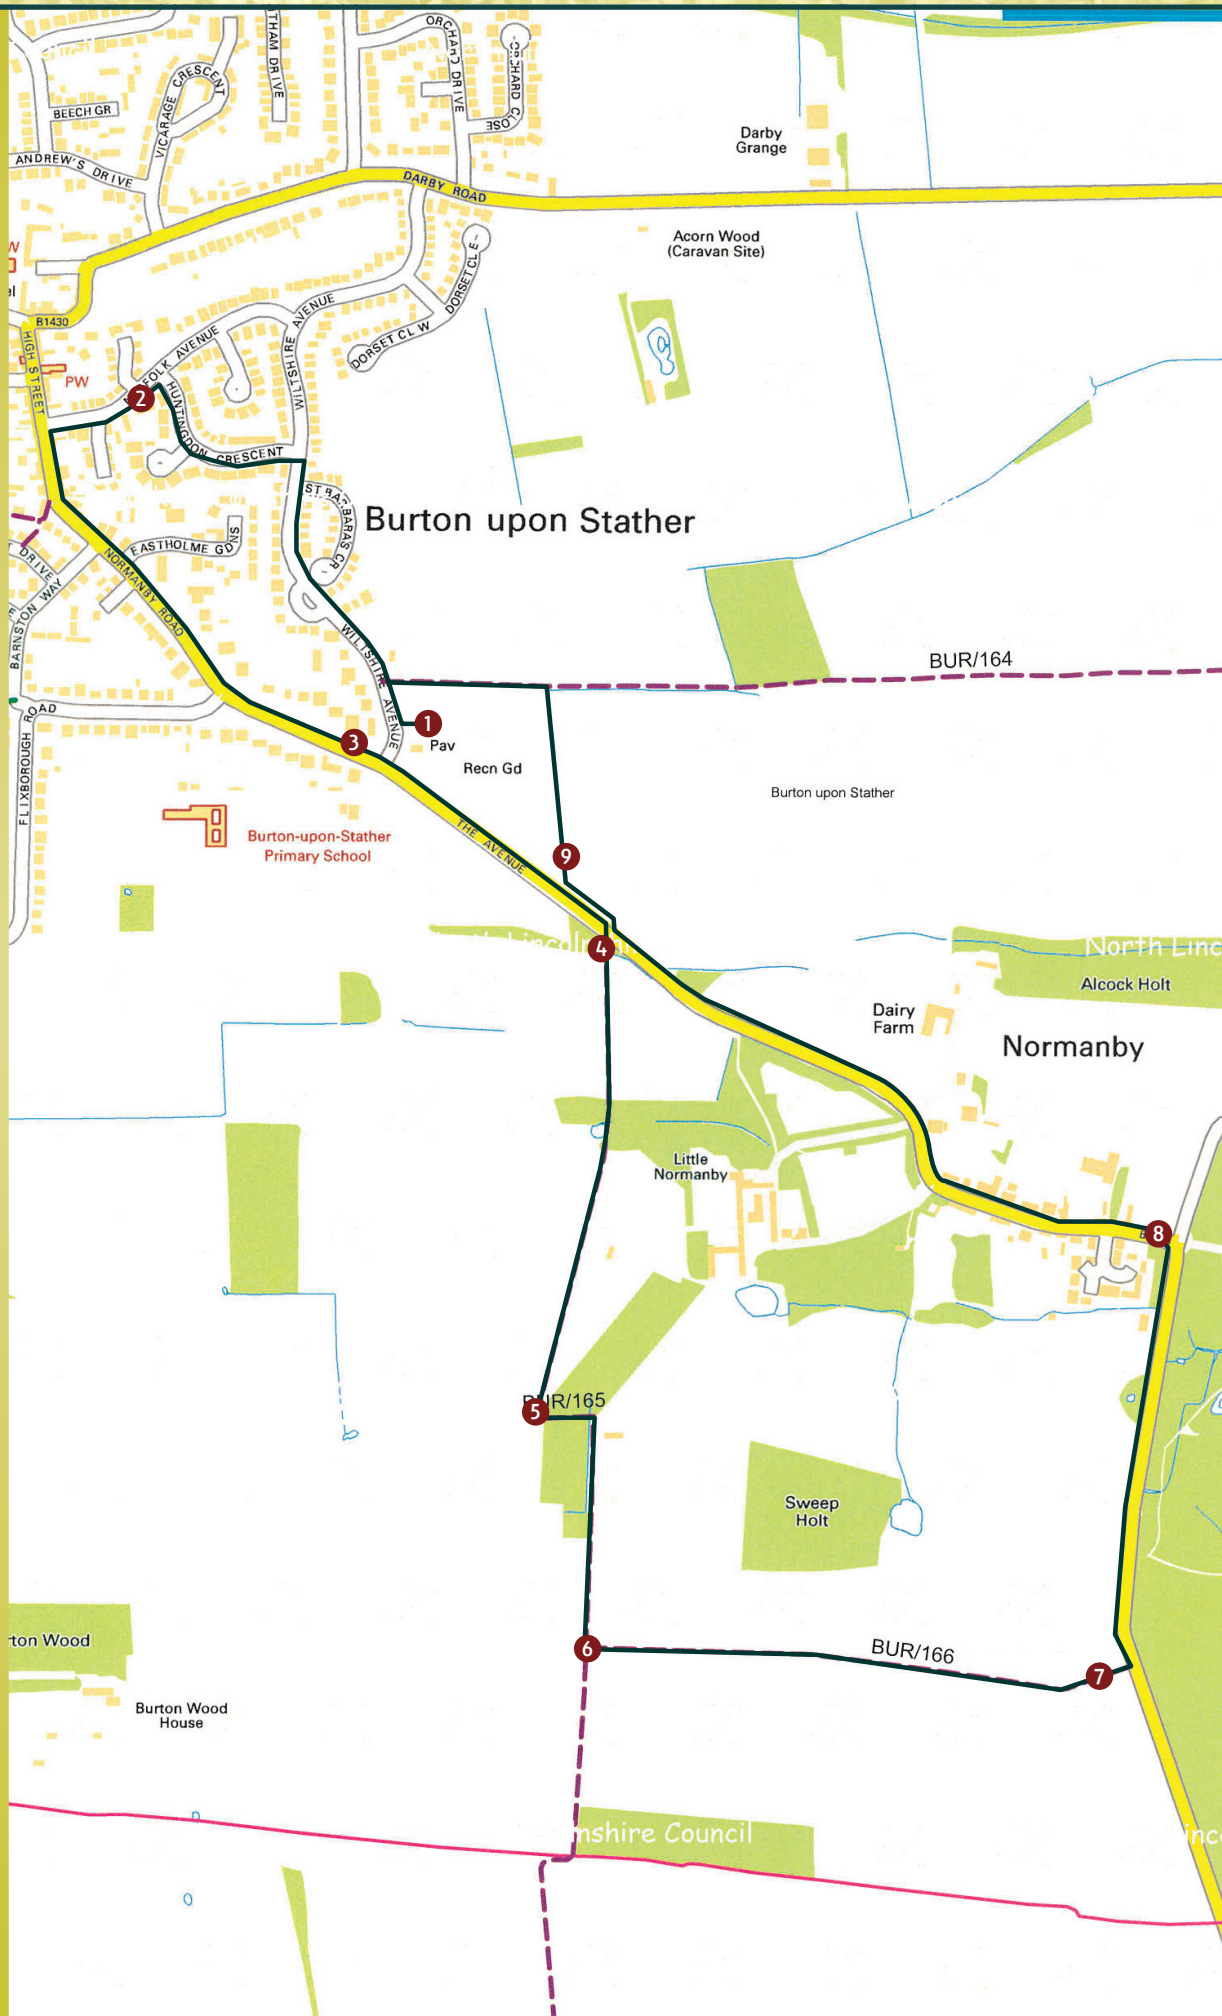 ORCHARD DRIVE
ORCHARD CLOSE
VICARAGE CRESCENT
BEECH GR
ANDREW'S DRIVE
Darby
Grange
DARBY ROAD
Acorn Wood
(Caravan Site)
DORSET CL E
DORSET CL W
WILTSHIRE AVENUE
B1430
HIGH STREET
PW
FOLK AVENUE
2
HUNTINGDON CRESCENT
ST BARBARAS CR
Burton upon Stather
EASTHOLME GDNS
DRIVE
BARNSTON WAY
NORMANBY ROAD
WILTSHIRE AVENUE
BUR/164
FLIXBOROUGH ROAD
1
Pav
3
Recn Gd
Burton upon Stather
Burton-upon-Stather
Primary School
THE AVENUE
9
4
North Linc
Alcock Holt
Dairy
Farm
Normanby
Little
Normanby
8
BUR/165
5
Sweep
Holt
6
BUR/166
7
rton Wood
Burton Wood
House
nshire Council